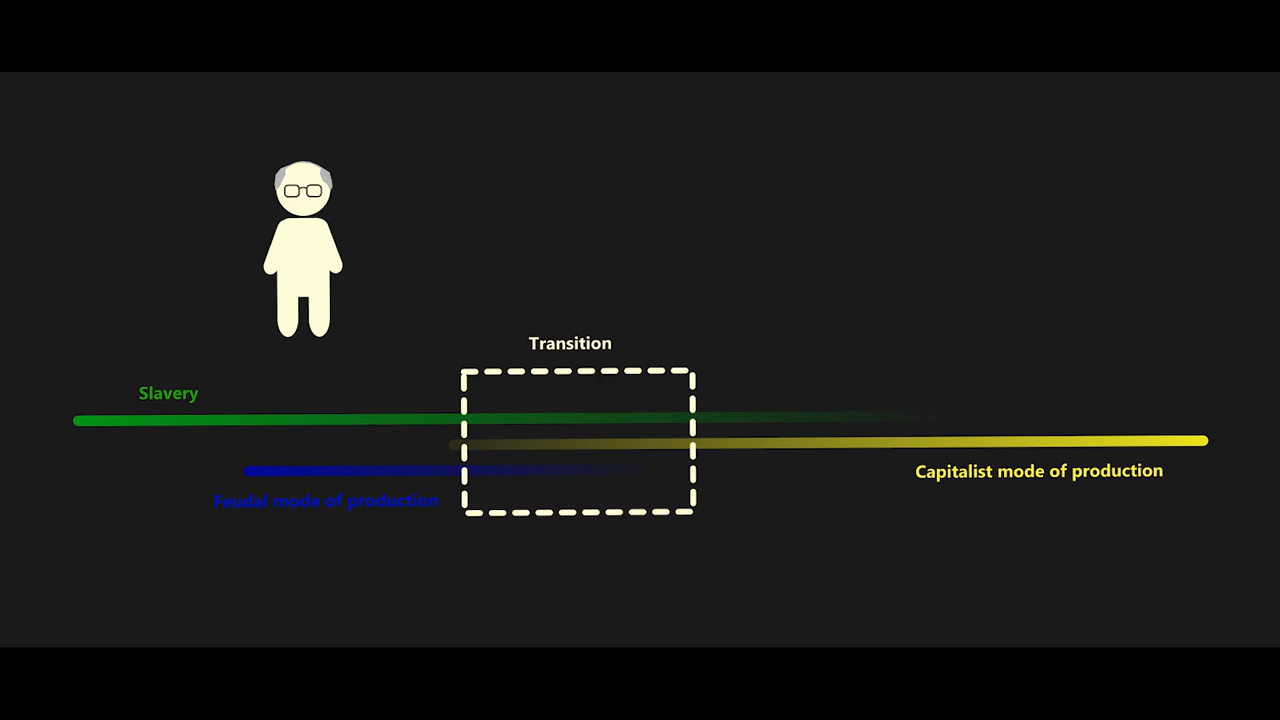 Transition
Slavery
Capitalist mode of production
Feudal mode of production